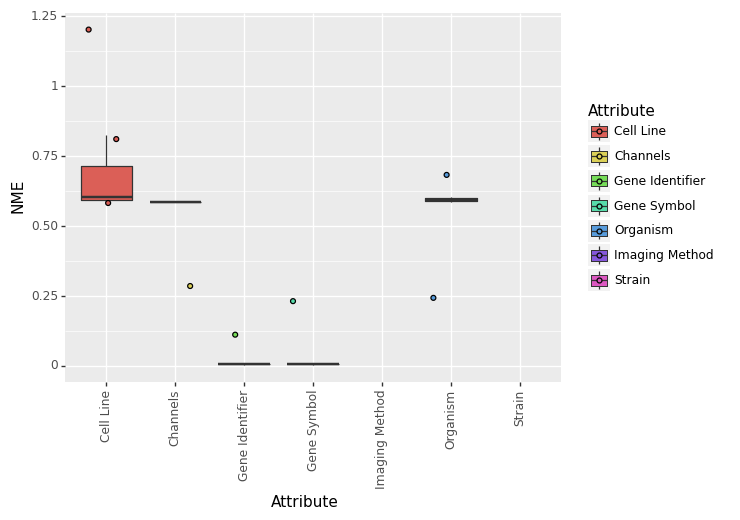 1.25
1
0.75
0.50
0.25
0
NME
Cell Line
Channels
Gene Identifier
Gene Symbol
Imaging Method
Organism
Strain
Attribute
Attribute
Cell Line
Channels
Gene Identifier
Gene Symbol
Organism
Imaging Method
Strain